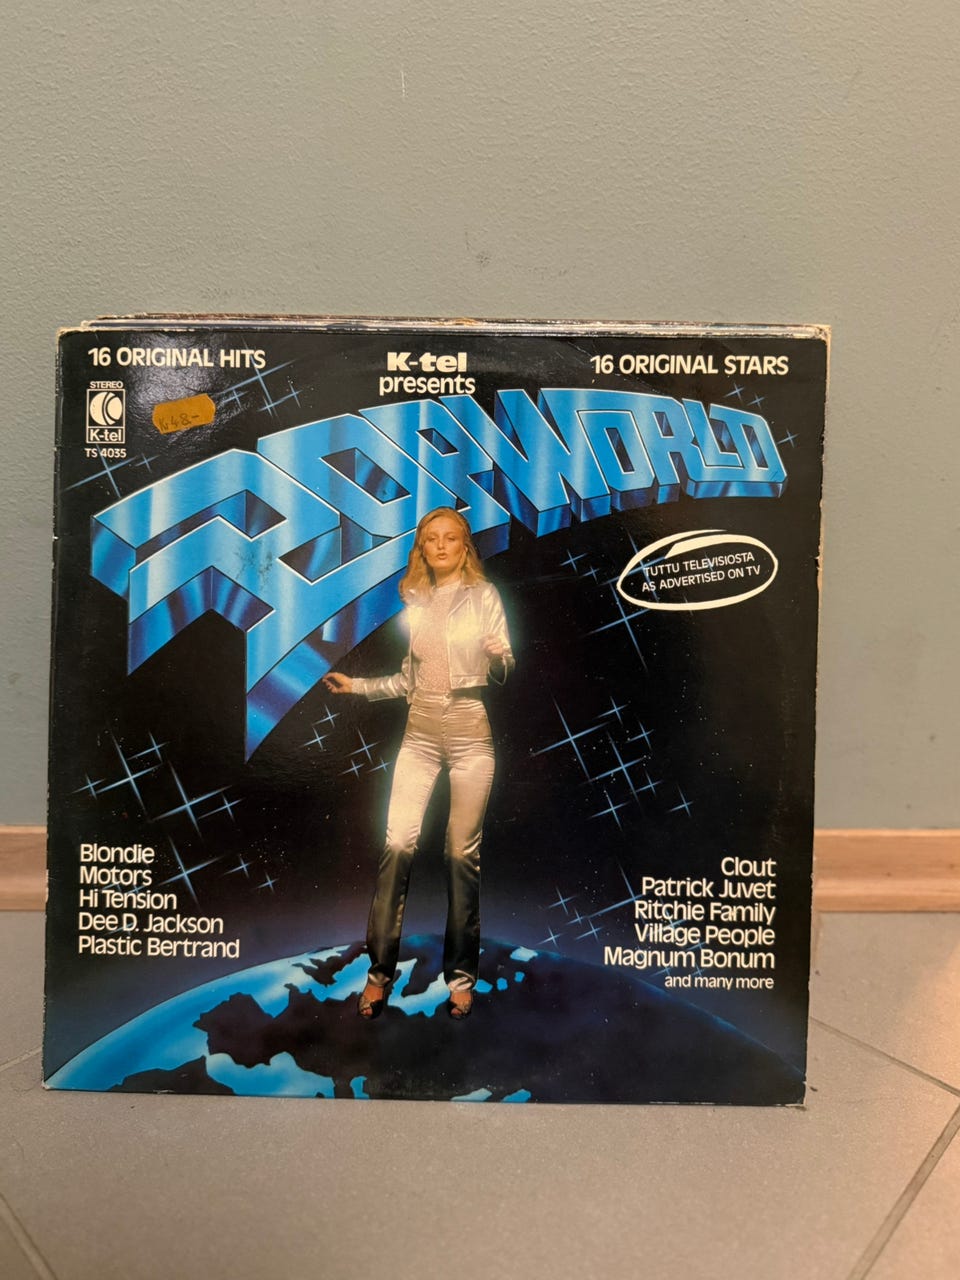 16 ORIGINAL HITS
K-tel
presents
16 ORIGINAL STARS
STEREO
K-tel
TS 4035
48.-
POPWORLD
TUTTU TELEVISIOSTA
AS ADVERTISED ON TV
Blondie
Motors
Hi Tension
Dee D. Jackson
Plastic Bertrand
Clout
Patrick Juvet
Ritchie Family
Village People
Magnum Bonum
and many more